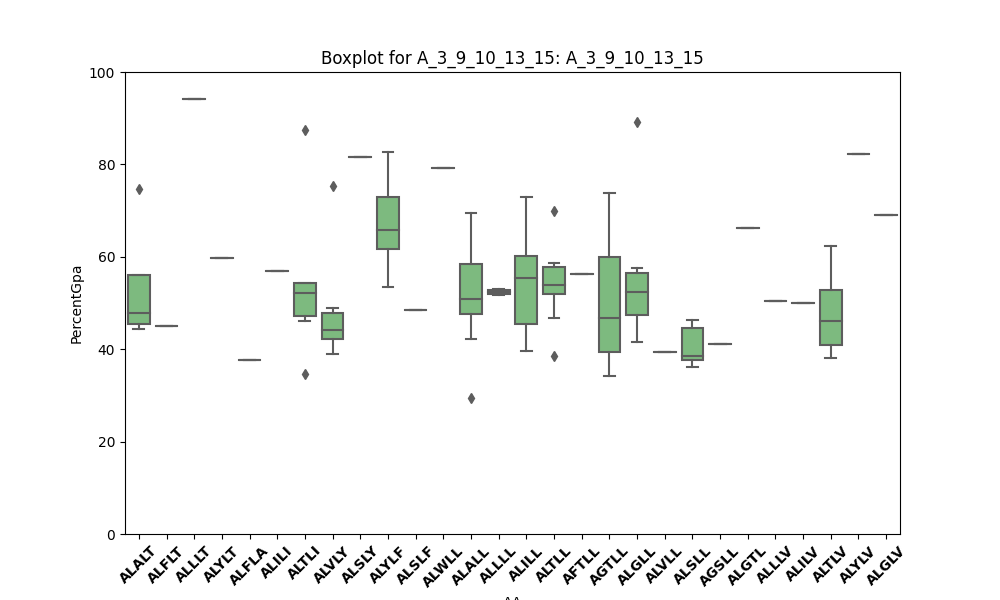 Boxplot for A_3_9_10_13_15: A_3_9_10_13_15
PercentGpa
100
80
60
40
20
0
ALALT
ALFLT
ALLLT
ALYLT
ALFLA
ALILI
ALTLI
ALVLY
ALSLY
ALYLF
ALSLF
ALWLL
ALALL
ALLLL
ALILL
ALTLL
AFTLL
AGTLL
ALGLL
ALVLL
ALSLL
AGSLL
ALGTL
ALLLV
ALILV
ALTLV
ALYLV
ALGLV